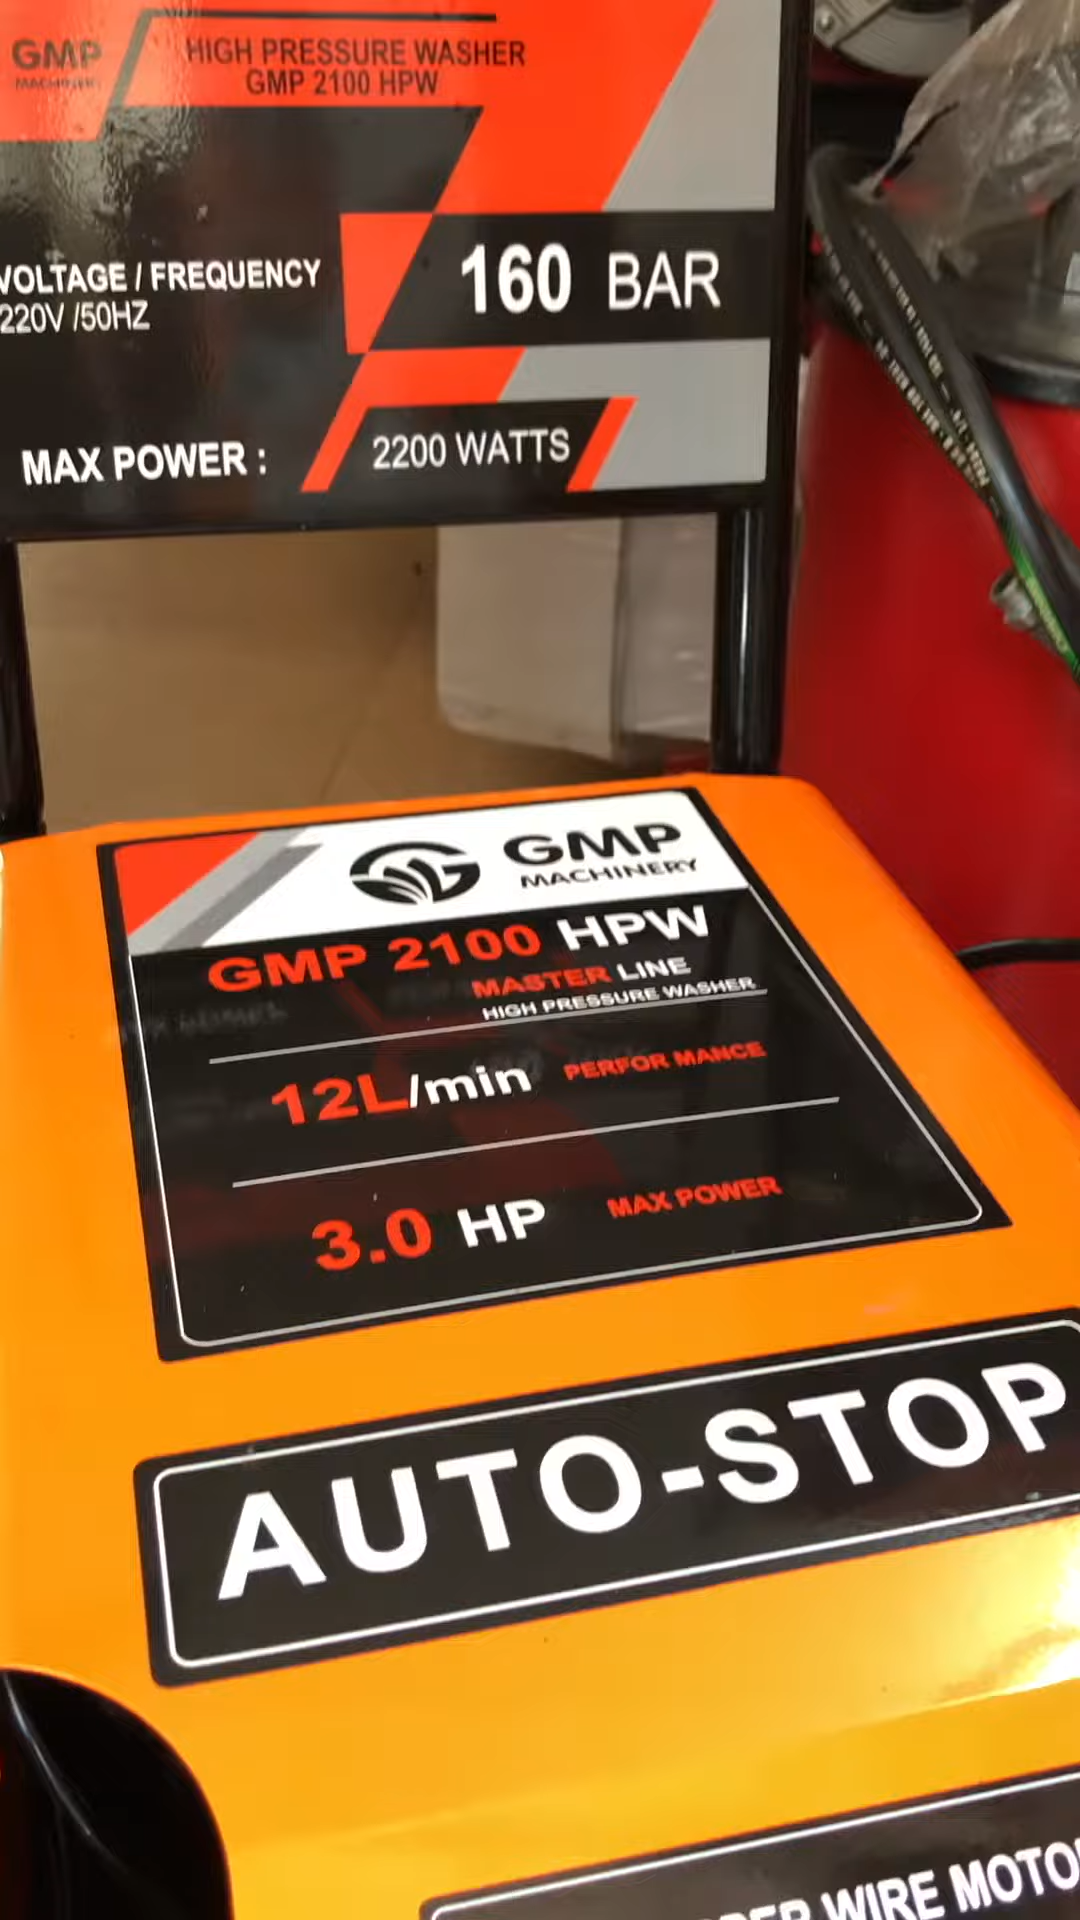 GMP
MACHINERY
HIGH PRESSURE WASHER
GMP 2100 HPW
VOLTAGE / FREQUENCY
220V /50HZ
160 BAR
MAX POWER :
2200 WATTS
GMP
MACHINERY
GMP 2100 HPW
MASTER LINE
HIGH PRESSURE WASHER
12L/min PERFOR MANCE
3.0 HP MAX POWER
AUTO-STOP
WIRE MOTO